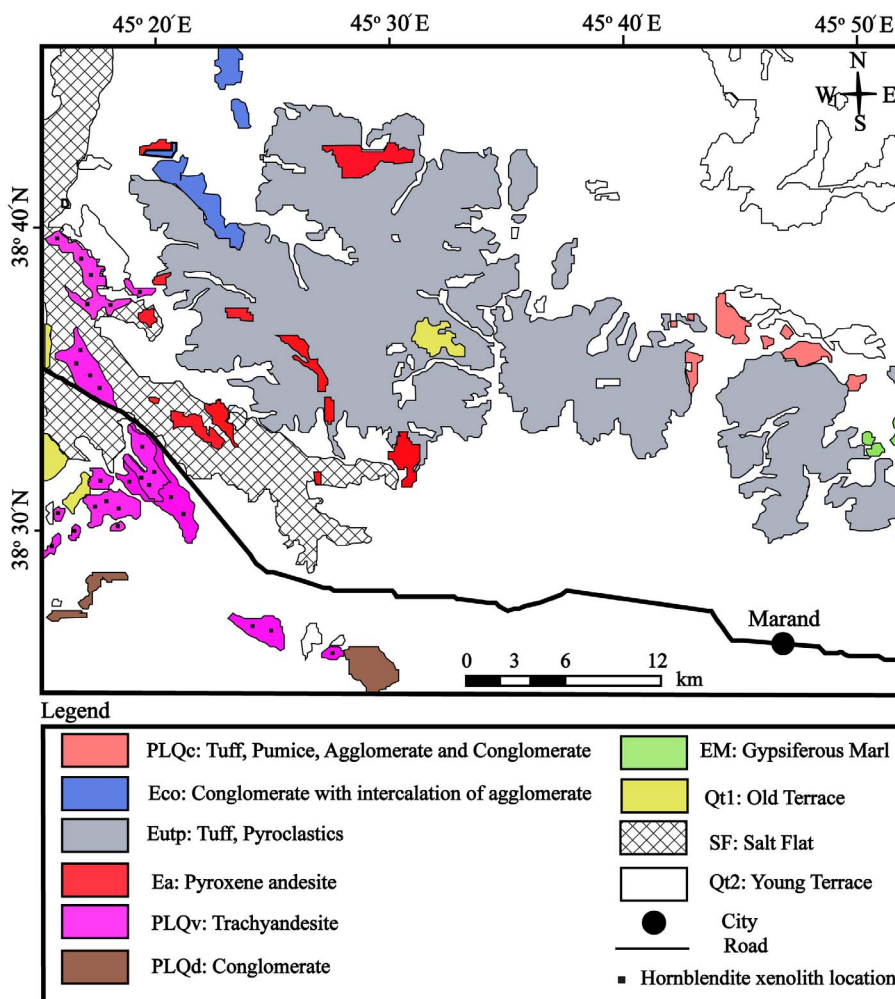 45° 20′ E 45° 30′ E 45° 40′ E 45° 50′ E
N
W E
S
38° 40′ N
38° 30′ N
Marand
0 3 6 12
km
Legend
PLQc: Tuff, Pumice, Agglomerate and Conglomerate
Eco: Conglomerate with intercalation of agglomerate
Eutp: Tuff, Pyroclastics
Ea: Pyroxene andesite
PLQv: Trachyandesite
PLQd: Conglomerate
EM: Gypsiferous Marl
Qt1: Old Terrace
SF: Salt Flat
Qt2: Young Terrace
City
Road
Hornblendite xenolith location